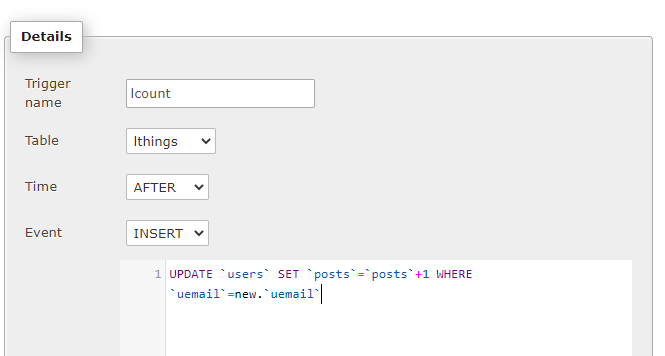 Details
Trigger
name
lcount
Table
lthings
Time
AFTER
Event
INSERT
1 UPDATE `users` SET `posts`=`posts`+1 WHERE
`uemail`=new.`uemail`